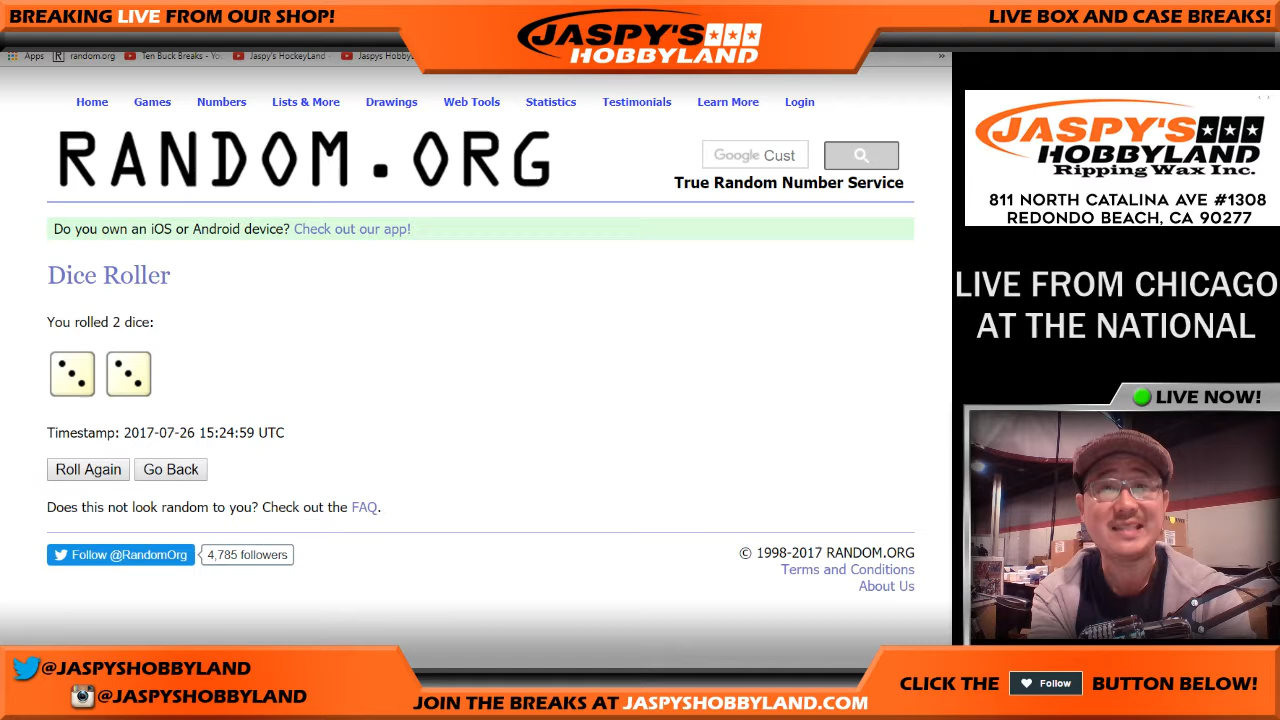 BREAKING LIVE FROM OUR SHOP!
JASPY'S
HOBBYLAND
LIVE BOX AND CASE BREAKS!
Apps random.org Ten Buck Breaks - Yo Jaspy's HockeyLand Jaspys Hobby »
Home Games Numbers Lists & More Drawings Web Tools Statistics Testimonials Learn More Login
RANDOM.ORG
Google Cust
True Random Number Service
Do you own an iOS or Android device? Check out our app!
Dice Roller
You rolled 2 dice:
Timestamp: 2017-07-26 15:24:59 UTC
Roll Again Go Back
Does this not look random to you? Check out the FAQ.
Follow @RandomOrg 4,785 followers
© 1998-2017 RANDOM.ORG
Terms and Conditions
About Us
JASPY'S
HOBBYLAND
Ripping Wax Inc.
811 NORTH CATALINA AVE #1308
REDONDO BEACH, CA 90277
LIVE FROM CHICAGO
AT THE NATIONAL
LIVE NOW!
@JASPYSHOBBYLAND
@JASPYSHOBBYLAND
JOIN THE BREAKS AT JASPYSHOBBYLAND.COM
CLICK THE Follow BUTTON BELOW!